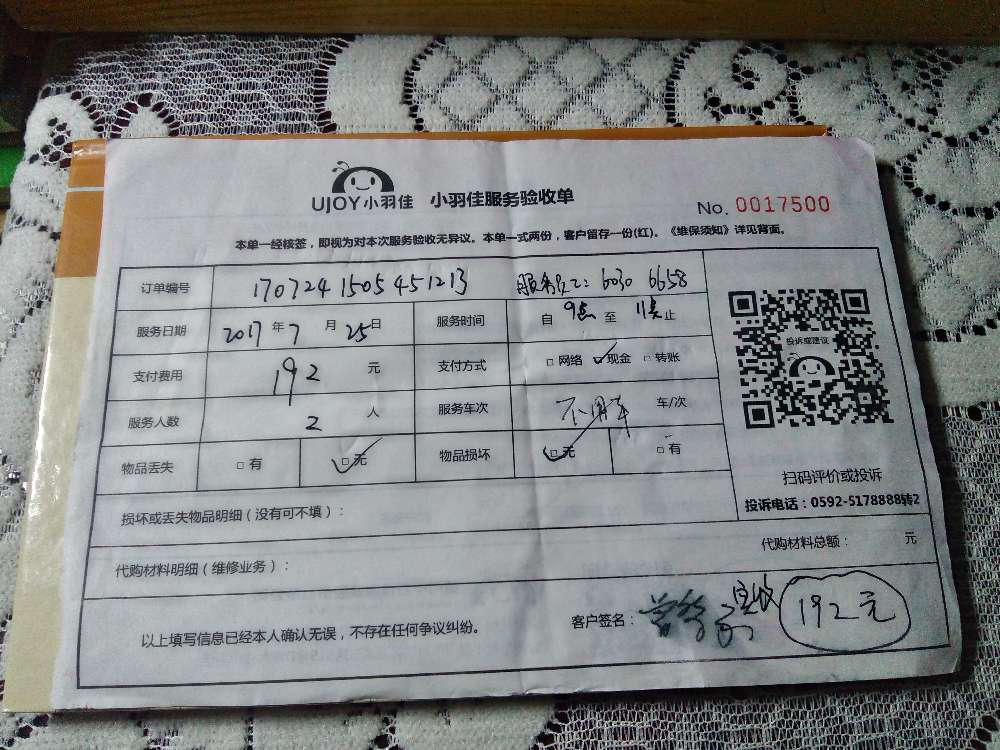 UJOY小羽佳 小羽佳服务验收单
No. 0017500
本单一经核签，即视为对本次服务验收无异议。本单一式两份，客户留存一份(红)。《维保须知》详见背面。
订单编号 1707241505451213 服务员工: 6030 6658
服务日期 2017 年 7 月 25 日 服务时间 自 9点 至 11点 止
支付费用 192 元 支付方式 □网络 ✓现金 □转账
服务人数 2 人 服务车次 不用车 车/次
物品丢失 □有 ☑无 物品损坏 ☑无 □有
投诉或建议
扫码评价或投诉
投诉电话：0592-5178888转2
损坏或丢失物品明细（没有可不填）：
代购材料明细（维修业务）： 代购材料总额： 元
以上填写信息已经本人确认无误，不存在任何争议纠纷。 客户签名： 实收 192元